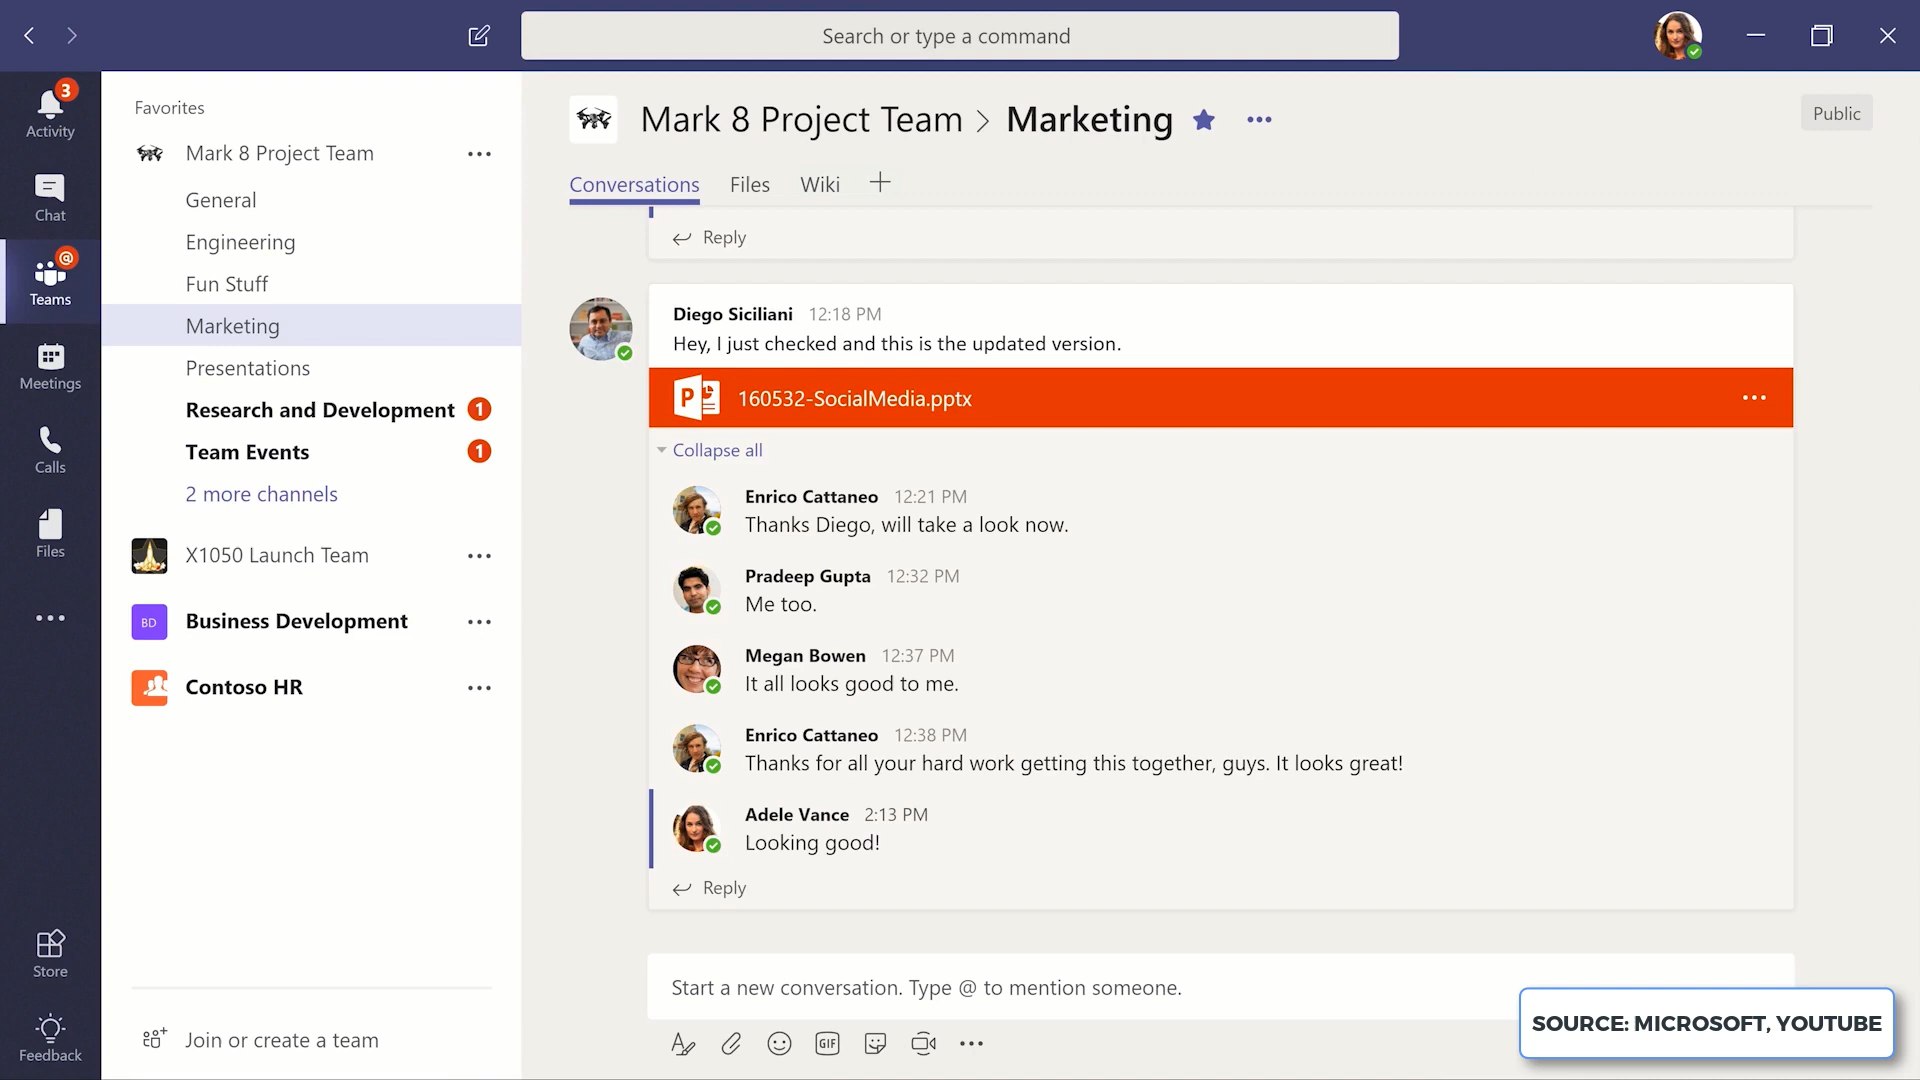 Search or type a command
3
Activity
Chat
@
Teams
Meetings
Calls
Files
Store
Feedback
Favorites
Mark 8 Project Team
General
Engineering
Fun Stuff
Marketing
Presentations
Research and Development 1
Team Events 1
2 more channels
X1050 Launch Team
BD Business Development
Contoso HR
Join or create a team
Mark 8 Project Team > Marketing
Public
Conversations Files Wiki
Reply
Diego Siciliani 12:18 PM
Hey, I just checked and this is the updated version.
P 160532-SocialMedia.pptx
Collapse all
Enrico Cattaneo 12:21 PM
Thanks Diego, will take a look now.
Pradeep Gupta 12:32 PM
Me too.
Megan Bowen 12:37 PM
It all looks good to me.
Enrico Cattaneo 12:38 PM
Thanks for all your hard work getting this together, guys. It looks great!
Adele Vance 2:13 PM
Looking good!
Reply
Start a new conversation. Type @ to mention someone.
GIF
SOURCE: MICROSOFT, YOUTUBE